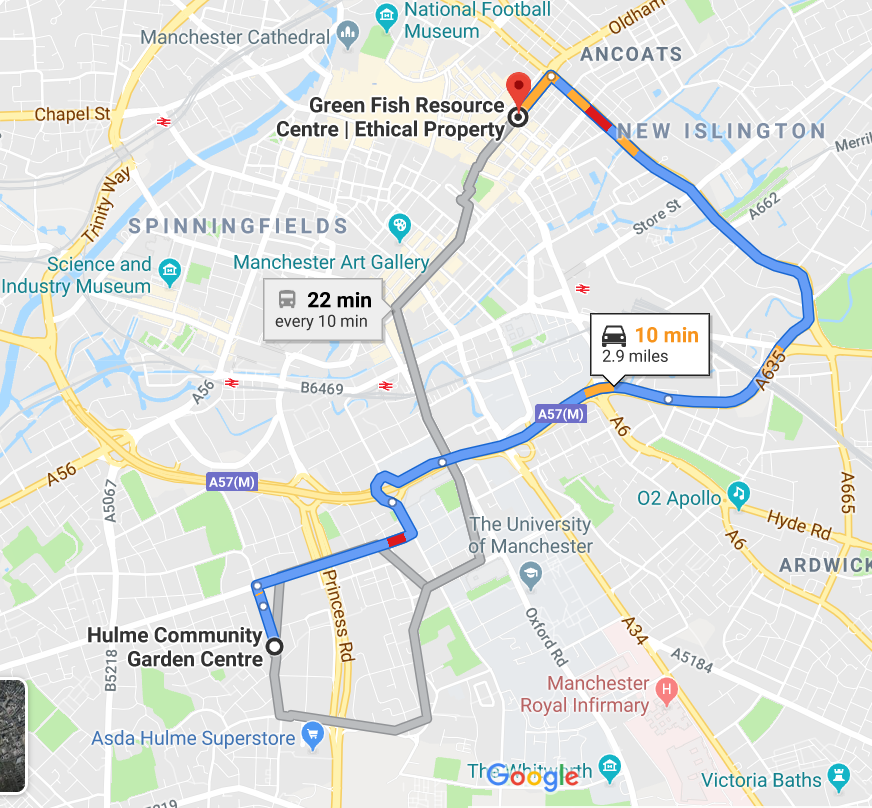 National Football
Museum
Oldham
Manchester Cathedral
ANCOATS
Green Fish Resource
Centre | Ethical Property
Chapel St
NEW ISLINGTON
Trinity Way
Store St
A662
SPINNINGFIELDS
Manchester Art Gallery
Science and
Industry Museum
22 min
every 10 min
10 min
2.9 miles
A635
A56
B6469
A57(M)
A6
A56
A57(M)
A5067
O2 Apollo
A665
Hyde Rd
The University
of Manchester
A6
ARDWICK
Princess Rd
Oxford Rd
A34
Hulme Community
Garden Centre
B5218
A5184
Manchester
Royal Infirmary
Asda Hulme Superstore
The Whitworth
Google
Victoria Baths
A5184